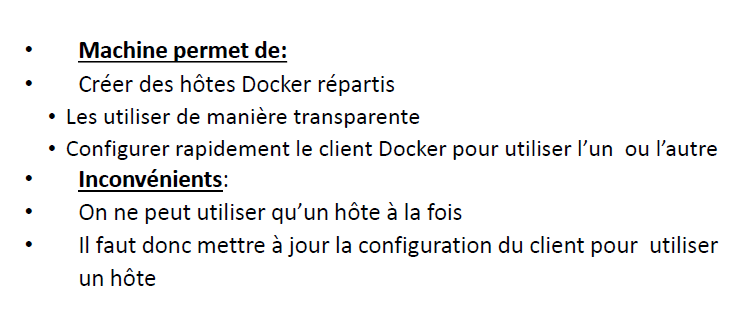 • Machine permet de:
• Créer des hôtes Docker répartis
• Les utiliser de manière transparente
• Configurer rapidement le client Docker pour utiliser l’un ou l’autre
• Inconvénients:
• On ne peut utiliser qu’un hôte à la fois
• Il faut donc mettre à jour la configuration du client pour utiliser
un hôte